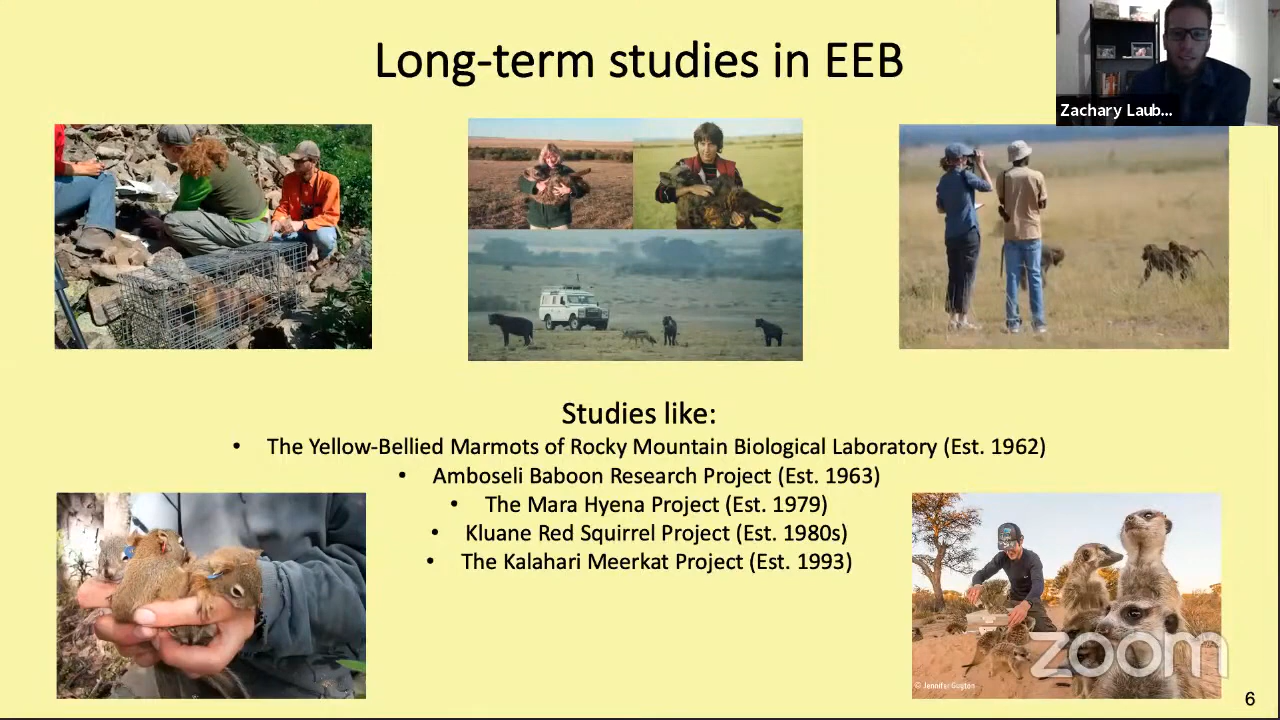 Long-term studies in EEB
Zachary Laub...
Studies like:
• The Yellow-Bellied Marmots of Rocky Mountain Biological Laboratory (Est. 1962)
• Amboseli Baboon Research Project (Est. 1963)
• The Mara Hyena Project (Est. 1979)
• Kluane Red Squirrel Project (Est. 1980s)
• The Kalahari Meerkat Project (Est. 1993)
zoom
© Jennifer Guyton
6